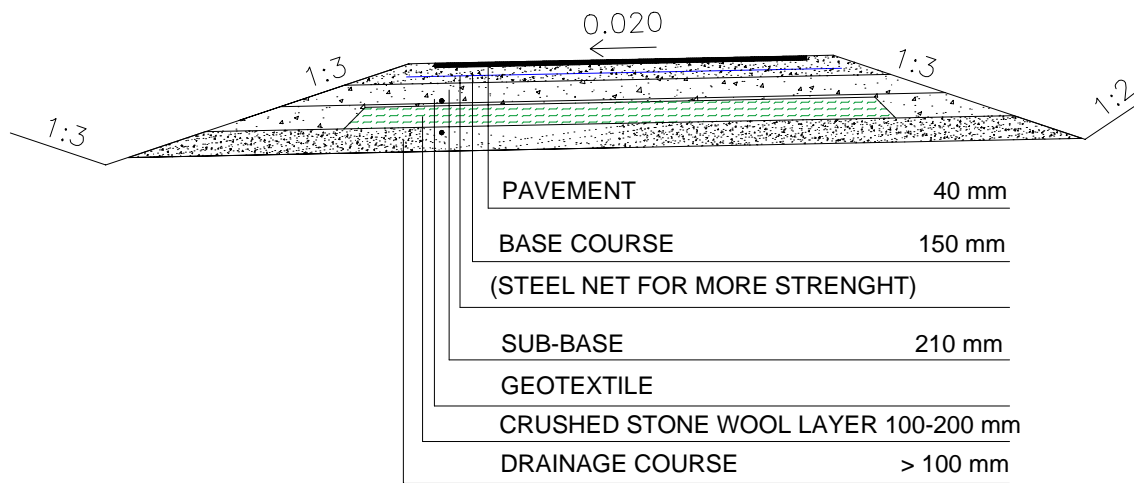 0.020
1:3
1:3
1:3
1:2
PAVEMENT 40 mm
BASE COURSE 150 mm
(STEEL NET FOR MORE STRENGHT)
SUB-BASE 210 mm
GEOTEXTILE
CRUSHED STONE WOOL LAYER 100-200 mm
DRAINAGE COURSE > 100 mm